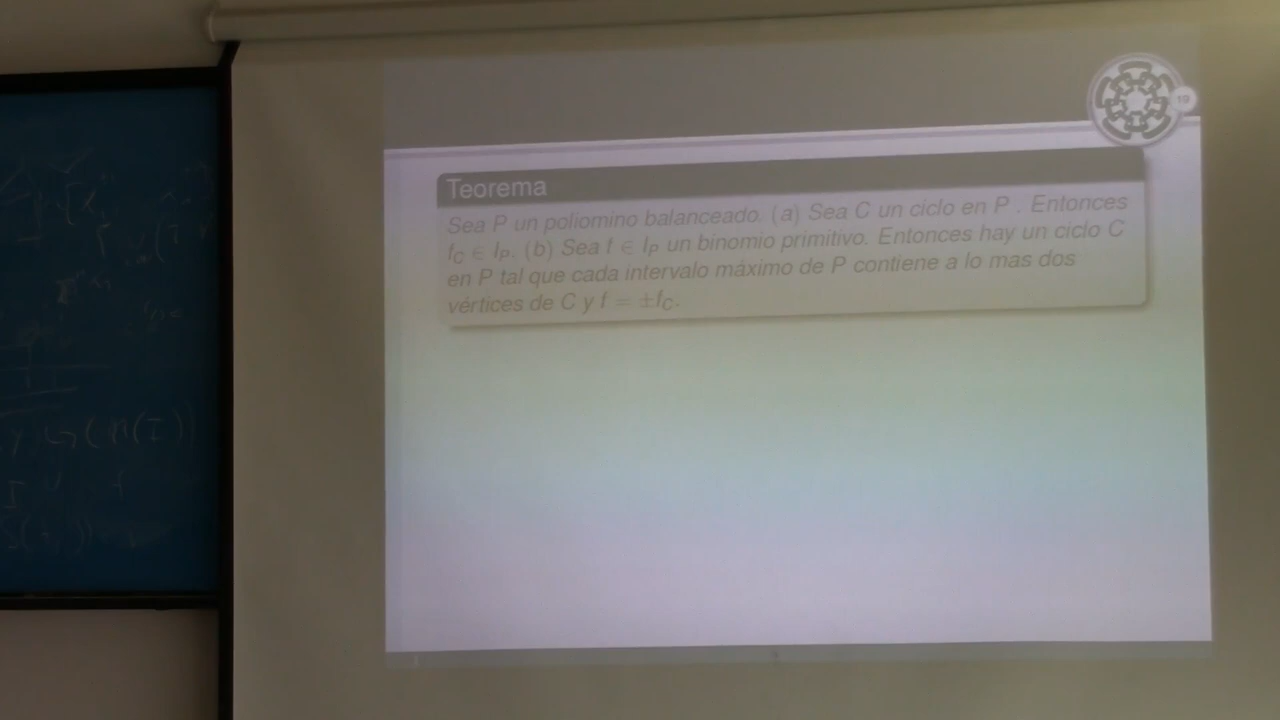 19
Teorema
Sea P un poliomino balanceado. (a) Sea C un ciclo en P . Entonces
f_C ∈ I_P. (b) Sea f ∈ I_P un binomio primitivo. Entonces hay un ciclo C
en P tal que cada intervalo máximo de P contiene a lo mas dos
vértices de C y f = ±f_C.